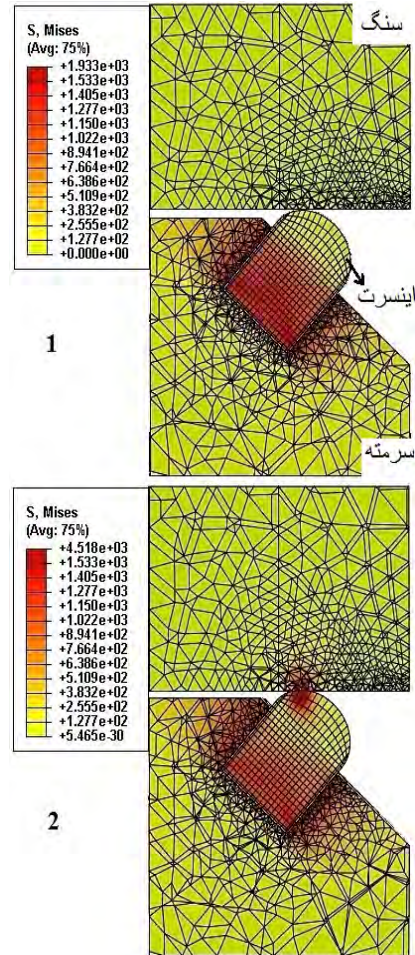 S, Mises
(Avg: 75%)
+1.933e+03
+1.533e+03
+1.405e+03
+1.277e+03
+1.150e+03
+1.022e+03
+8.941e+02
+7.664e+02
+6.386e+02
+5.109e+02
+3.832e+02
+2.555e+02
+1.277e+02
+0.000e+00
سنگ
اینسرت
1
سرمته
S, Mises
(Avg: 75%)
+4.518e+03
+1.533e+03
+1.405e+03
+1.277e+03
+1.150e+03
+1.022e+03
+8.941e+02
+7.664e+02
+6.386e+02
+5.109e+02
+3.832e+02
+2.555e+02
+1.277e+02
+5.465e-30
2